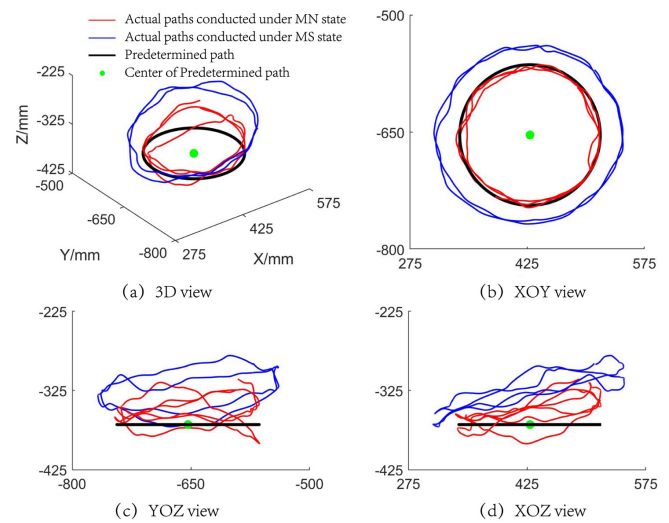 Actual paths conducted under MN state
Actual paths conducted under MS state
Predetermined path
Center of Predetermined path
-225
-325
-425
Z/mm
-500
-650
-800
Y/mm
275
425
575
X/mm
(a) 3D view
-500
-650
-800
275
425
575
(b) XOY view
-225
-325
-425
-800
-650
-500
(c) YOZ view
-225
-325
-425
275
425
575
(d) XOZ view